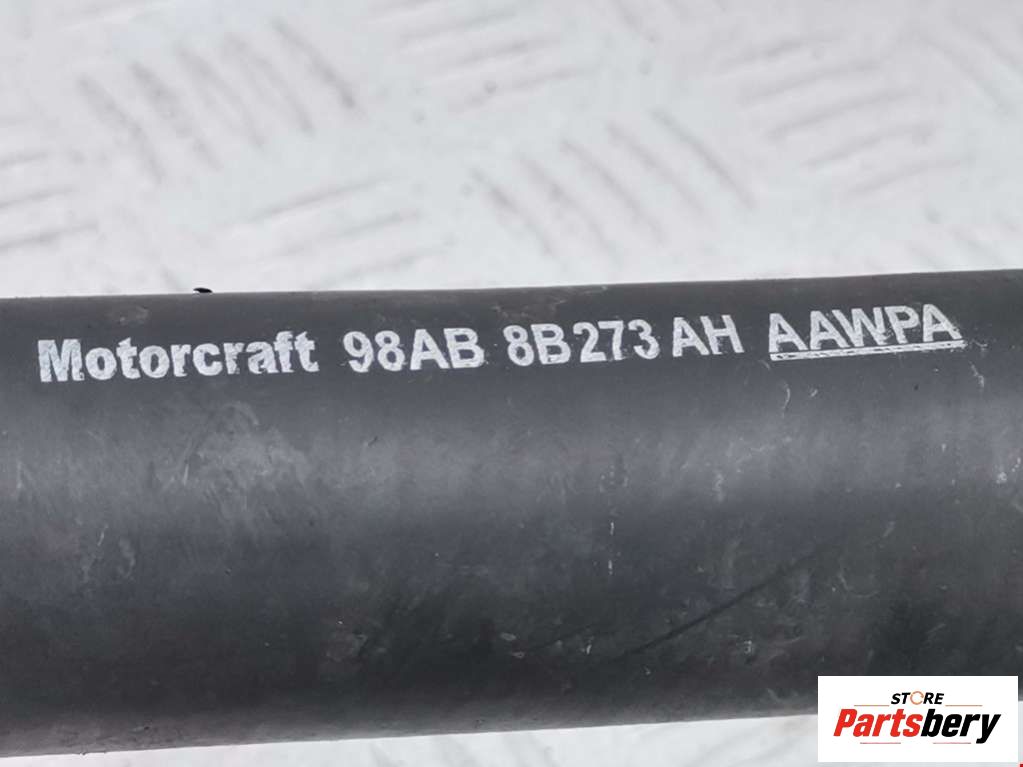 Motorcraft 98AB 8B273 AH AAWPA
STORE
Partsbery